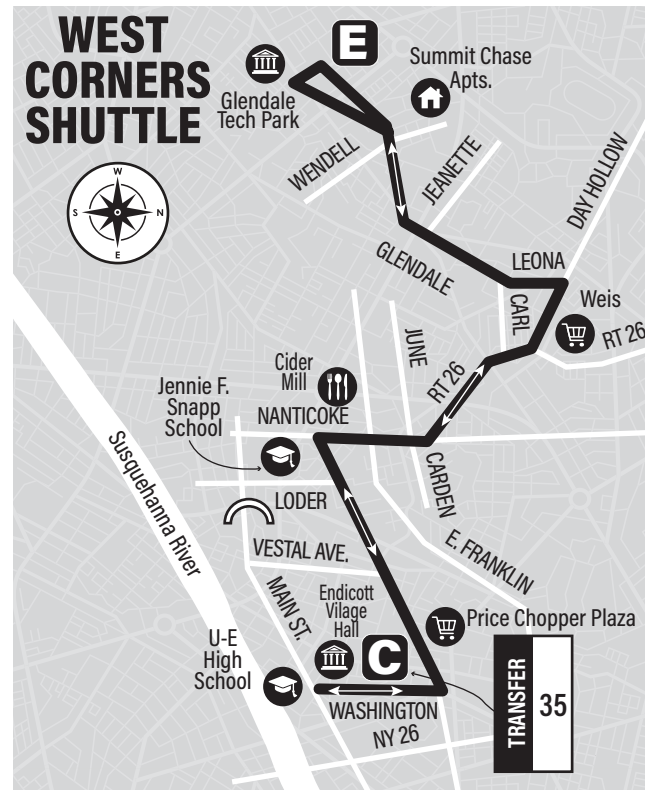 WEST
CORNERS
SHUTTLE
E
Summit Chase
Apts.
Glendale
Tech Park
WENDELL
JEANETTE
DAY HOLLOW
W
S
N
E
GLENDALE
LEONA
CARL
Weis
RT 26
JUNE
RT 26
Cider
Mill
Jennie F.
Snapp
School
NANTICOKE
CARDEN
LODER
Susquehanna River
VESTAL AVE.
E. FRANKLIN
MAIN ST.
Endicott
Vilage
Hall
C
Price Chopper Plaza
U-E
High
School
WASHINGTON
NY 26
TRANSFER
35